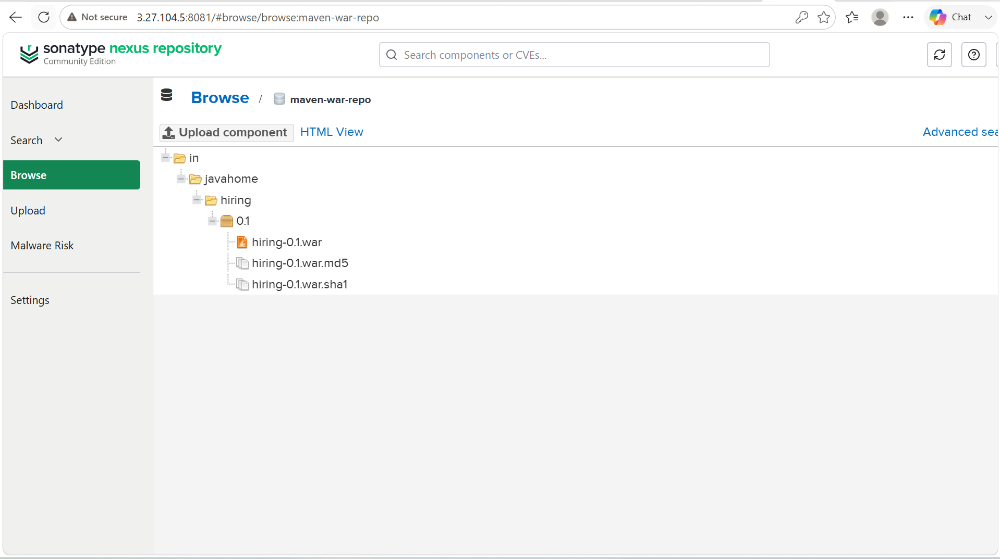 Not secure 3.27.104.5:8081/#browse/browse:maven-war-repo
Chat
sonatype nexus repository
Community Edition
Search components or CVEs...
Dashboard
Search
Browse
Upload
Malware Risk
Settings
Browse / maven-war-repo
Upload component
HTML View
Advanced sea
in
javahome
hiring
0.1
hiring-0.1.war
hiring-0.1.war.md5
hiring-0.1.war.sha1